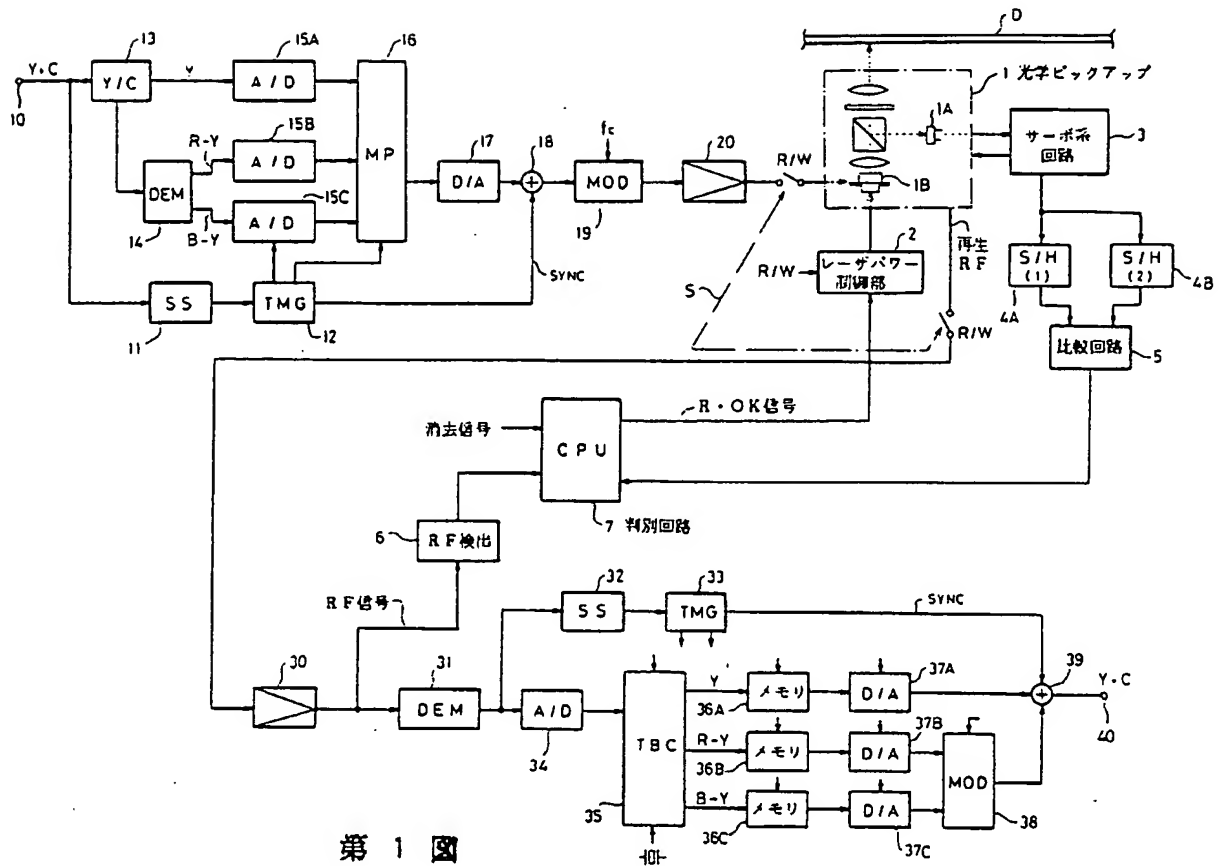 Y+C
10
13
Y/C
Y
15A
A/D
16
MP
15B
R-Y
A/D
DEM
14
15C
B-Y
A/D
SS
11
TMG
12
SYNC
17
D/A
18
fc
MOD
19
20
R/W
S
D
1 光学ピックアップ
1A
1B
サーボ系
回路
3
2
レーザパワー
制御部
R/W
再生
RF
R/W
S/H
(1)
4A
S/H
(2)
4B
比較回路
5
R・OK信号
消去信号
CPU
7 判別回路
6
RF検出
RF信号
30
31
DEM
32
SS
33
TMG
SYNC
A/D
34
TBC
35
Y
メモリ
36A
37A
D/A
R-Y
メモリ
36B
37B
D/A
B-Y
メモリ
36C
D/A
37C
MOD
38
39
Y+C
40
第 1 図